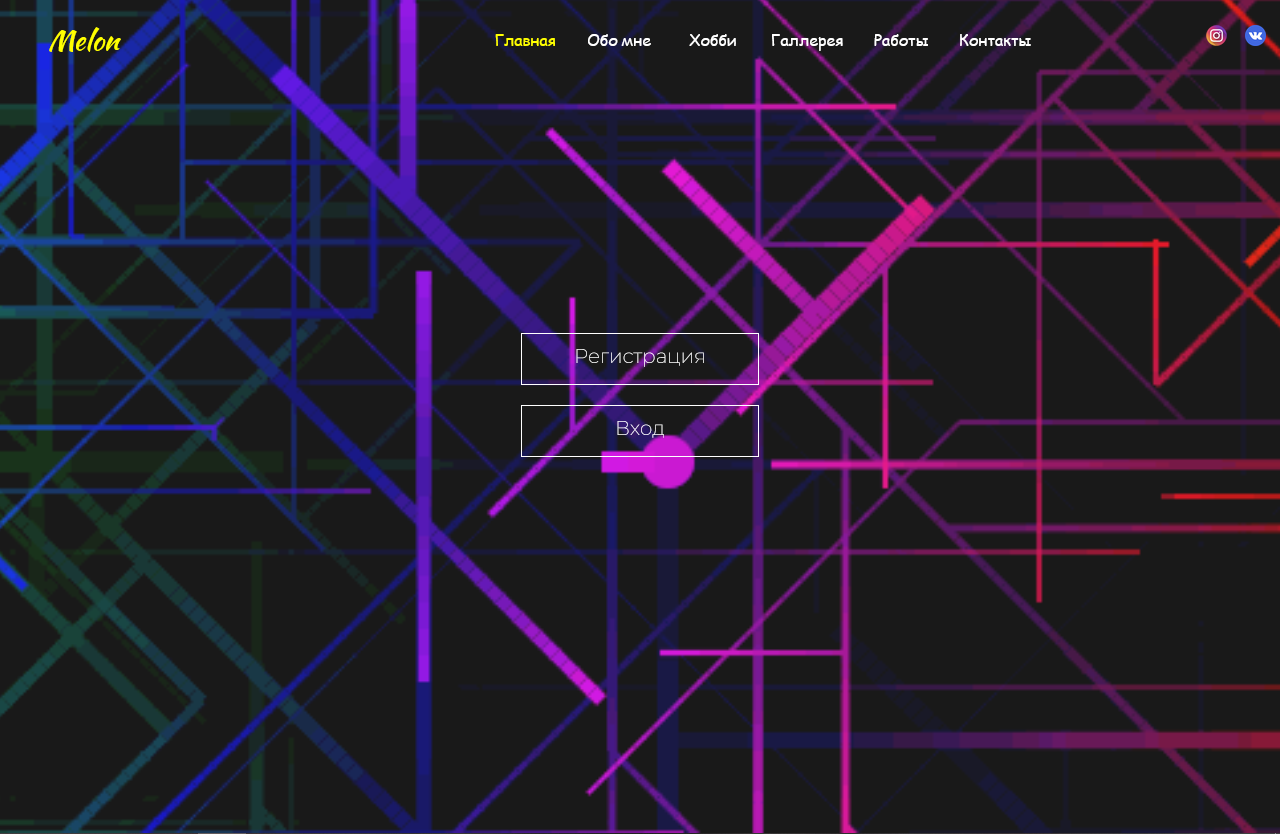 Melon
Главная Обо мне Хобби Галлерея Работы Контакты
Регистрация
Вход